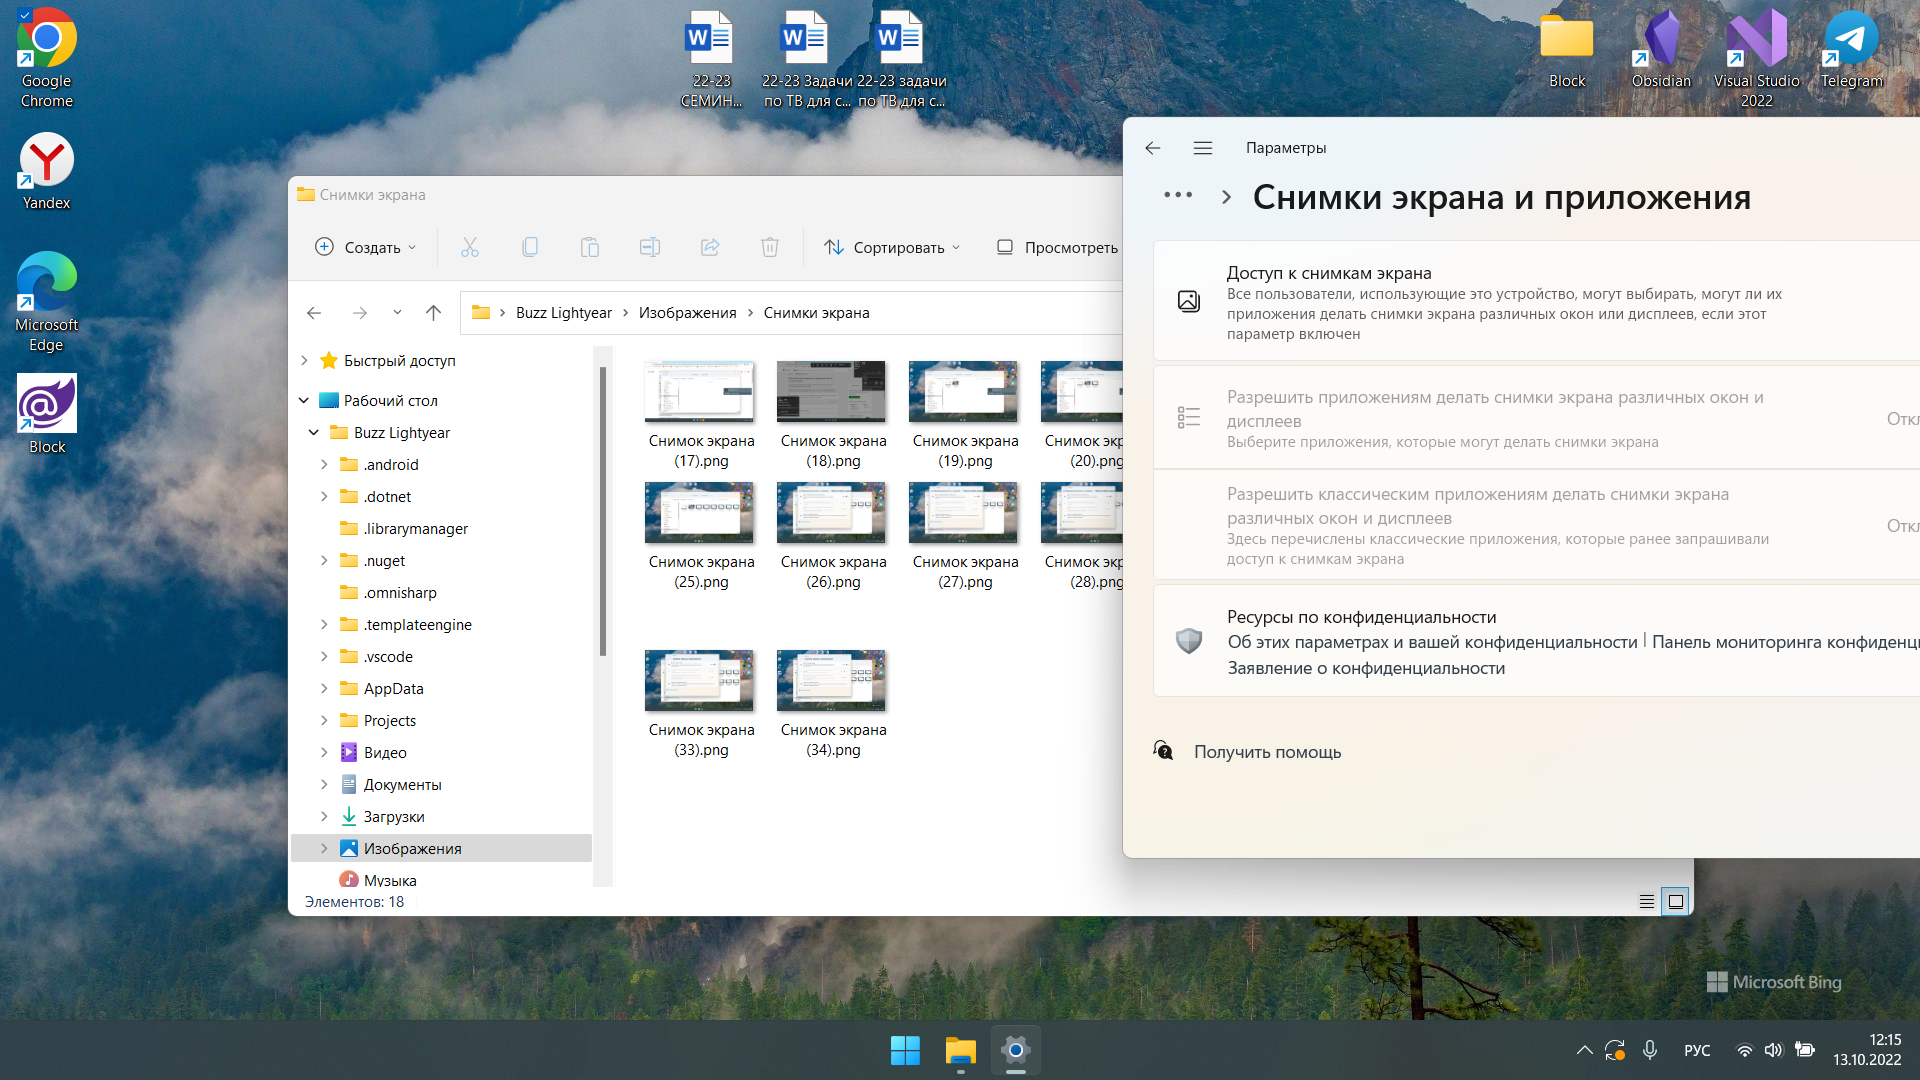 Google
Chrome
Yandex
Microsoft
Edge
Block
22-23
СЕМИН...
22-23 Задачи
по ТВ для с...
22-23 задачи
по ТВ для с...
Block
Obsidian
Visual Studio
2022
Telegram
Снимки экрана
Создать
Сортировать
Просмотреть
Buzz Lightyear
Изображения
Снимки экрана
Быстрый доступ
Рабочий стол
Buzz Lightyear
.android
.dotnet
.librarymanager
.nuget
.omnisharp
.templateengine
.vscode
AppData
Projects
Видео
Документы
Загрузки
Изображения
Музыка
Элементов: 18
Снимок экрана
(17).png
Снимок экрана
(18).png
Снимок экрана
(19).png
Снимок экр
(20).png
Снимок экрана
(25).png
Снимок экрана
(26).png
Снимок экрана
(27).png
Снимок экр
(28).png
Снимок экрана
(33).png
Снимок экрана
(34).png
Параметры
Снимки экрана и приложения
Доступ к снимкам экрана
Все пользователи, использующие это устройство, могут выбирать, могут ли их
приложения делать снимки экрана различных окон или дисплеев, если этот
параметр включен
Разрешить приложениям делать снимки экрана различных окон и
дисплеев
Выберите приложения, которые могут делать снимки экрана
Откл
Разрешить классическим приложениям делать снимки экрана
различных окон и дисплеев
Здесь перечислены классические приложения, которые ранее запрашивали
доступ к снимкам экрана
Откл
Ресурсы по конфиденциальности
Об этих параметрах и вашей конфиденциальности | Панель мониторинга конфиденц
Заявление о конфиденциальности
Получить помощь
Microsoft Bing
РУС
12:15
13.10.2022